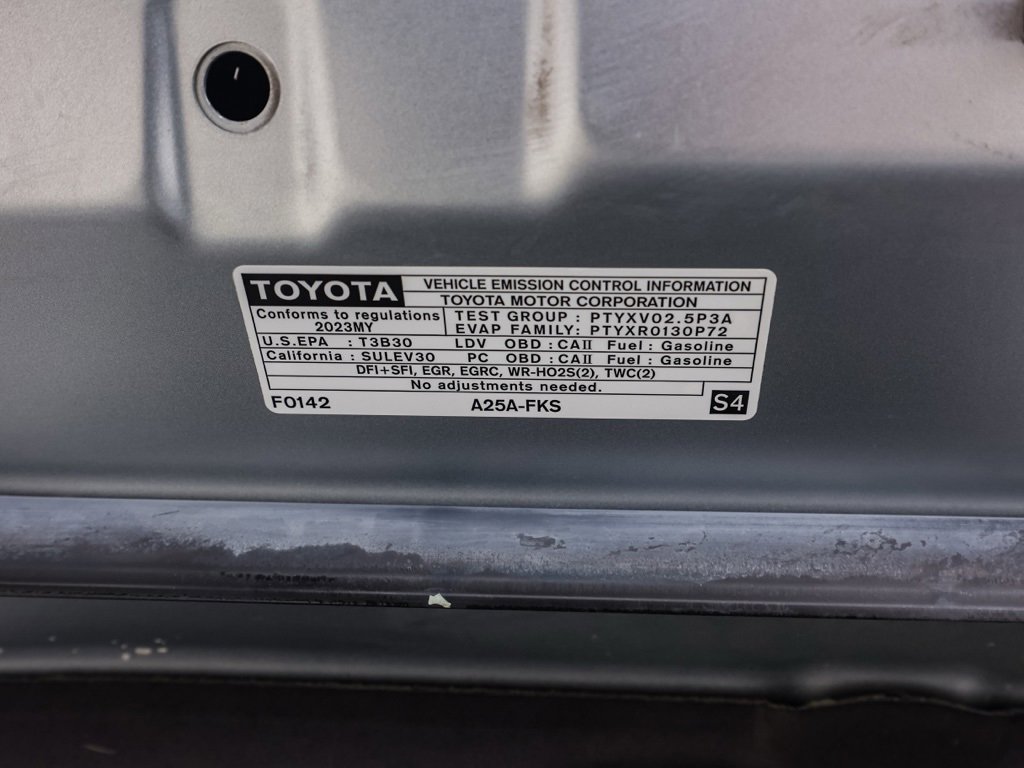 TOYOTA VEHICLE EMISSION CONTROL INFORMATION
TOYOTA MOTOR CORPORATION
Conforms to regulations
2023MY
TEST GROUP : PTYXV02.5P3A
EVAP FAMILY: PTYXR0130P72
U.S.EPA : T3B30 LDV OBD : CAII Fuel : Gasoline
California : SULEV30 PC OBD : CAII Fuel : Gasoline
DFI+SFI, EGR, EGRC, WR-HO2S(2), TWC(2)
No adjustments needed.
F0142 A25A-FKS S4